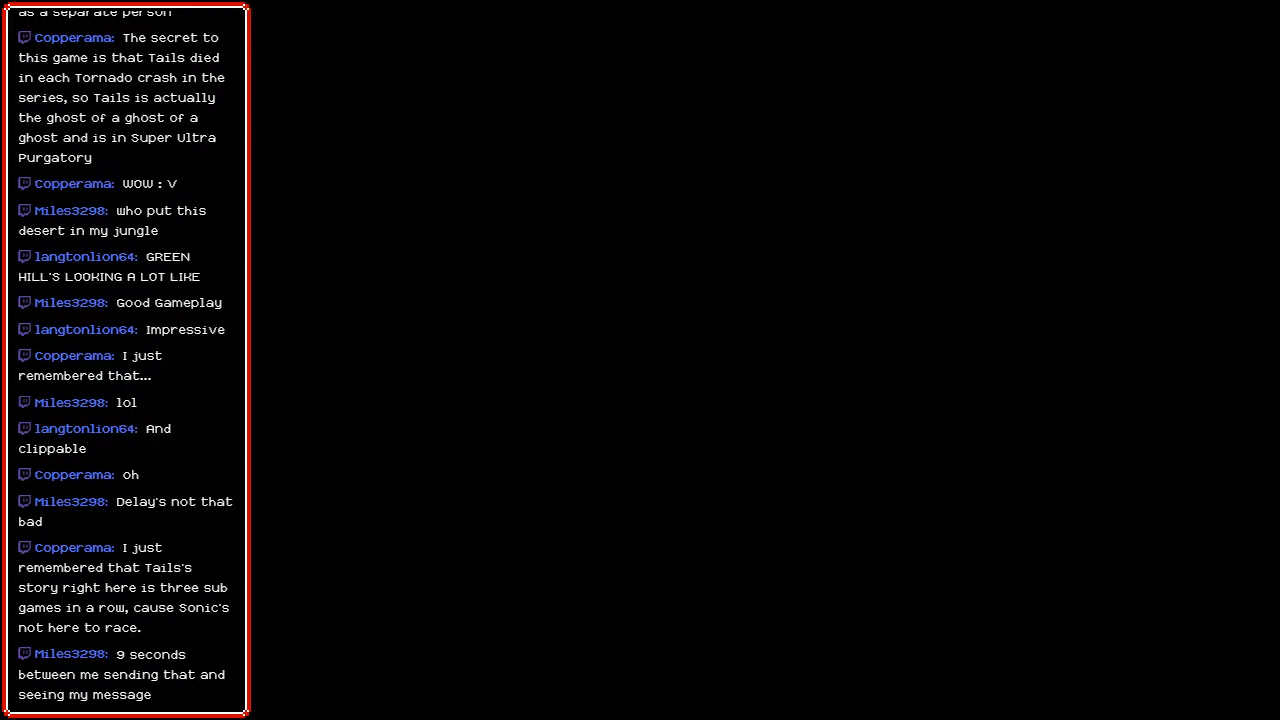 as a separate person
Copperama: The secret to
this game is that Tails died
in each Tornado crash in the
series, so Tails is actually
the ghost of a ghost of a
ghost and is in Super Ultra
Purgatory
Copperama: WOW : V
Miles3298: who put this
desert in my jungle
langtonlion64: GREEN
HILL'S LOOKING A LOT LIKE
Miles3298: Good Gameplay
langtonlion64: Impressive
Copperama: I just
remembered that...
Miles3298: lol
langtonlion64: And
clippable
Copperama: oh
Miles3298: Delay's not that
bad
Copperama: I just
remembered that Tails's
story right here is three sub
games in a row, cause Sonic's
not here to race.
Miles3298: 9 seconds
between me sending that and
seeing my message